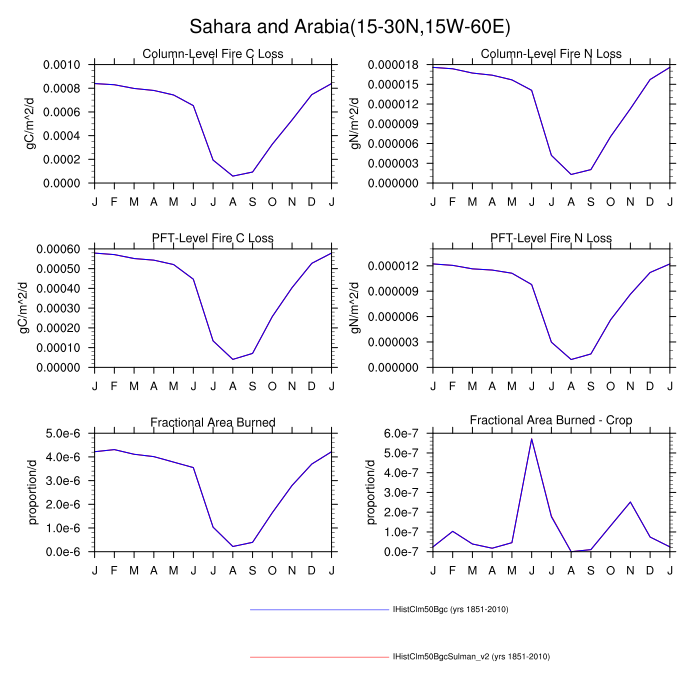 Sahara and Arabia(15-30N,15W-60E)
Column-Level Fire C Loss
gC/m^2/d
0.0010
0.0008
0.0006
0.0004
0.0002
0.0000
J F M A M J J A S O N D J
Column-Level Fire N Loss
gN/m^2/d
0.000018
0.000015
0.000012
0.000009
0.000006
0.000003
0.000000
J F M A M J J A S O N D J
PFT-Level Fire C Loss
gC/m^2/d
0.00060
0.00050
0.00040
0.00030
0.00020
0.00010
0.00000
J F M A M J J A S O N D J
PFT-Level Fire N Loss
gN/m^2/d
0.000012
0.000009
0.000006
0.000003
0.000000
J F M A M J J A S O N D J
Fractional Area Burned
proportion/d
5.0e-6
4.0e-6
3.0e-6
2.0e-6
1.0e-6
0.0e-6
J F M A M J J A S O N D J
Fractional Area Burned - Crop
proportion/d
6.0e-7
5.0e-7
4.0e-7
3.0e-7
2.0e-7
1.0e-7
0.0e-7
J F M A M J J A S O N D J
IHistClm50Bgc (yrs 1851-2010)
IHistClm50BgcSulman_v2 (yrs 1851-2010)